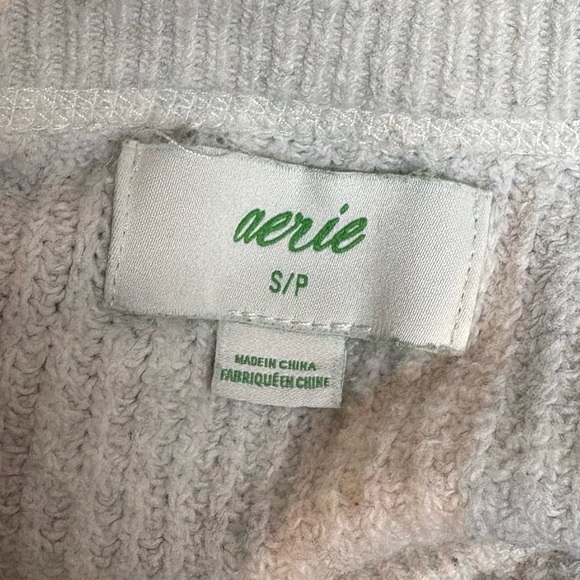 aerie
S/P
MADE IN CHINA
FABRIQUÉ EN CHINE